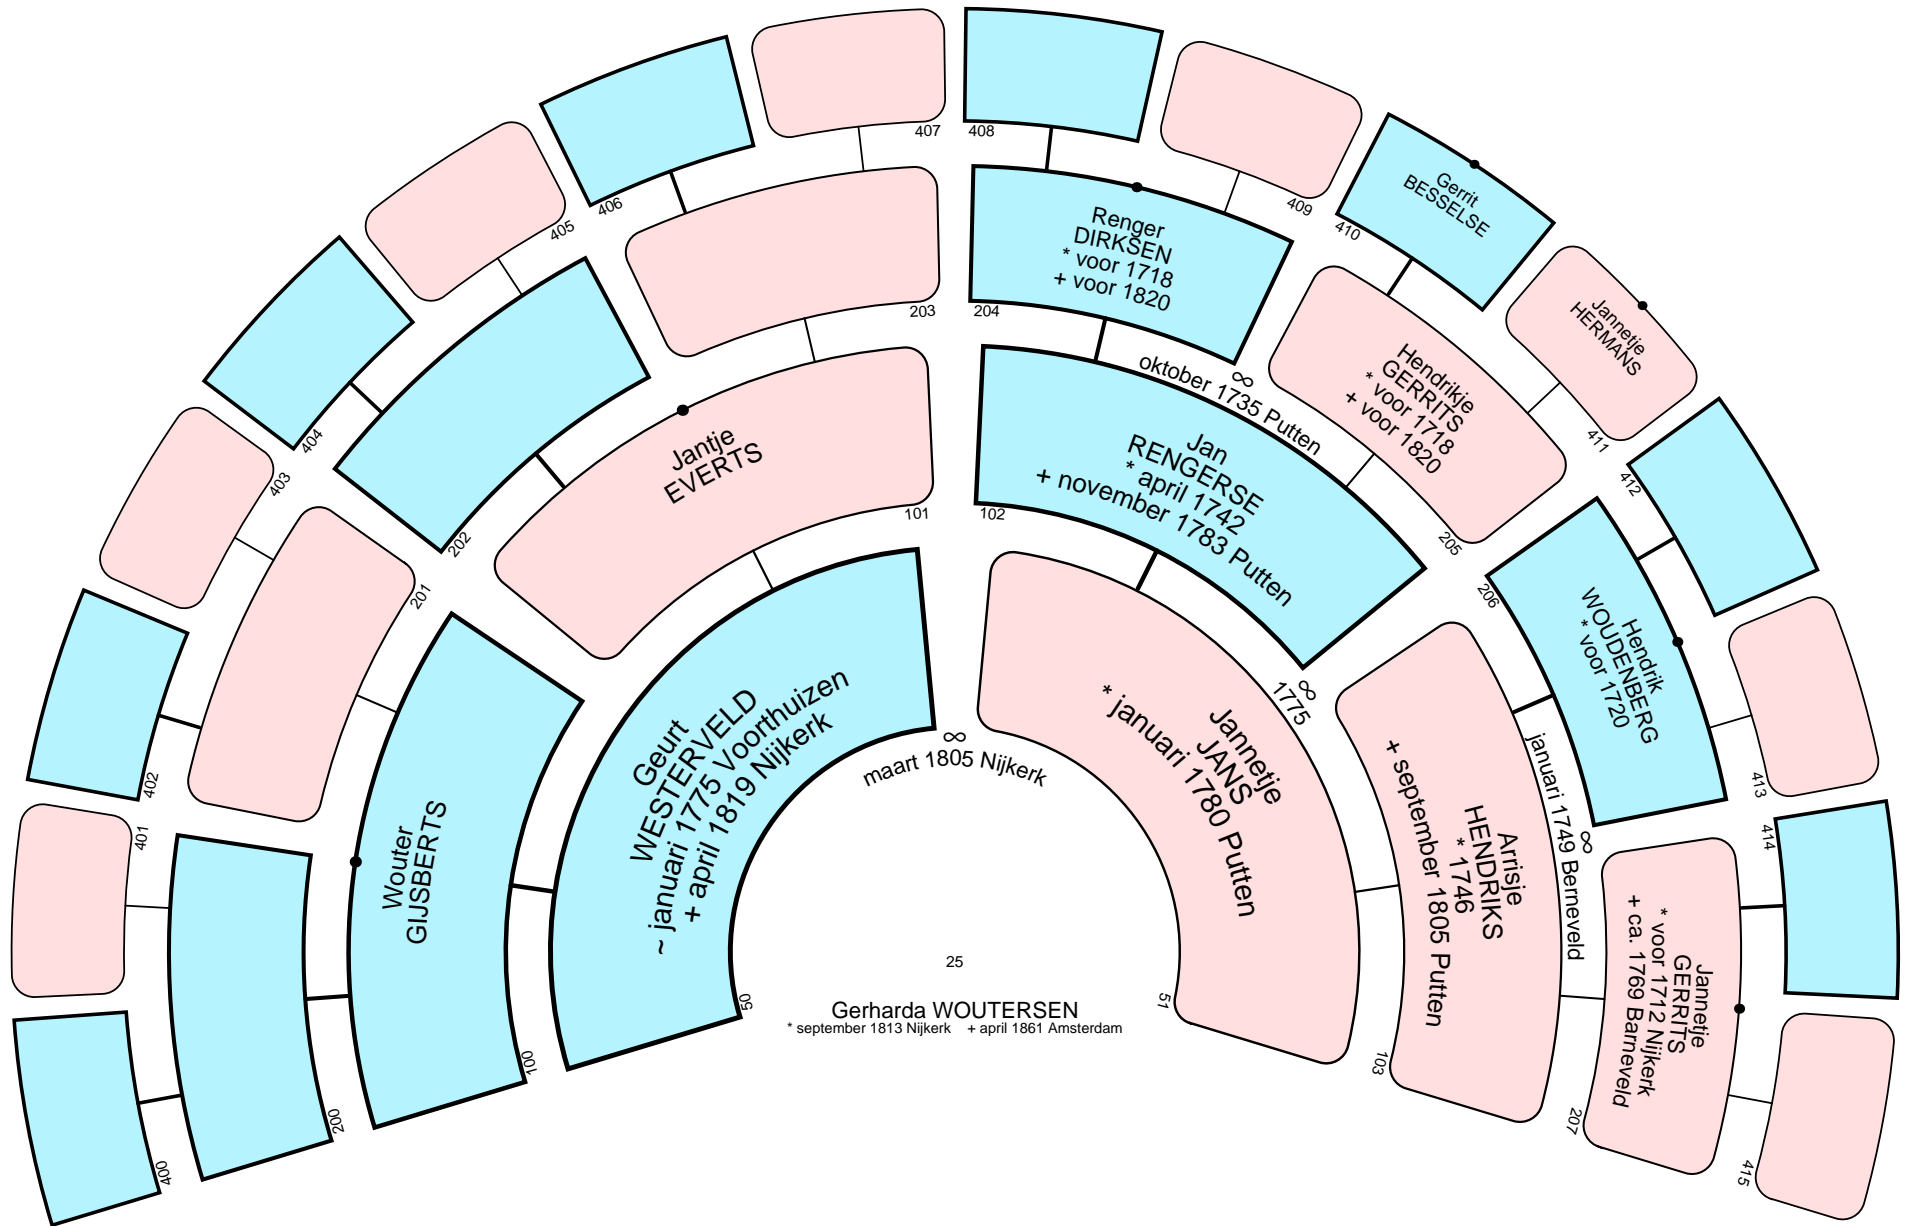 407
408
406
409
410
Gerrit
BESSELSE
405
404
403
203
204
Renger
DIRKSEN
* voor 1718
+ voor 1820
Jannetje
HERMANS
411
412
202
201
∞
oktober 1735 Putten
Hendrikje
GERRITS
* voor 1718
+ voor 1820
205
206
Jantje
EVERTS
101
102
Jan
RENGERSE
* april 1742
+ november 1783 Putten
Hendrik
WOUDENBERG
* voor 1720
413
414
402
401
Wouter
GIJSBERTS
100
Geurt
WESTERVELD
~ januari 1775 Voorthuizen
+ april 1819 Nijkerk
50
∞
maart 1805 Nijkerk
Jannetje
JANS
* januari 1780 Putten
51
∞
1775
Arrisje
HENDRIKS
* 1746
+ september 1805 Putten
103
∞
januari 1749 Berneveld
Jannetje
GERRITS
* voor 1712 Nijkerk
+ ca. 1769 Barneveld
207
415
200
400
25
Gerharda WOUTERSEN
* september 1813 Nijkerk + april 1861 Amsterdam